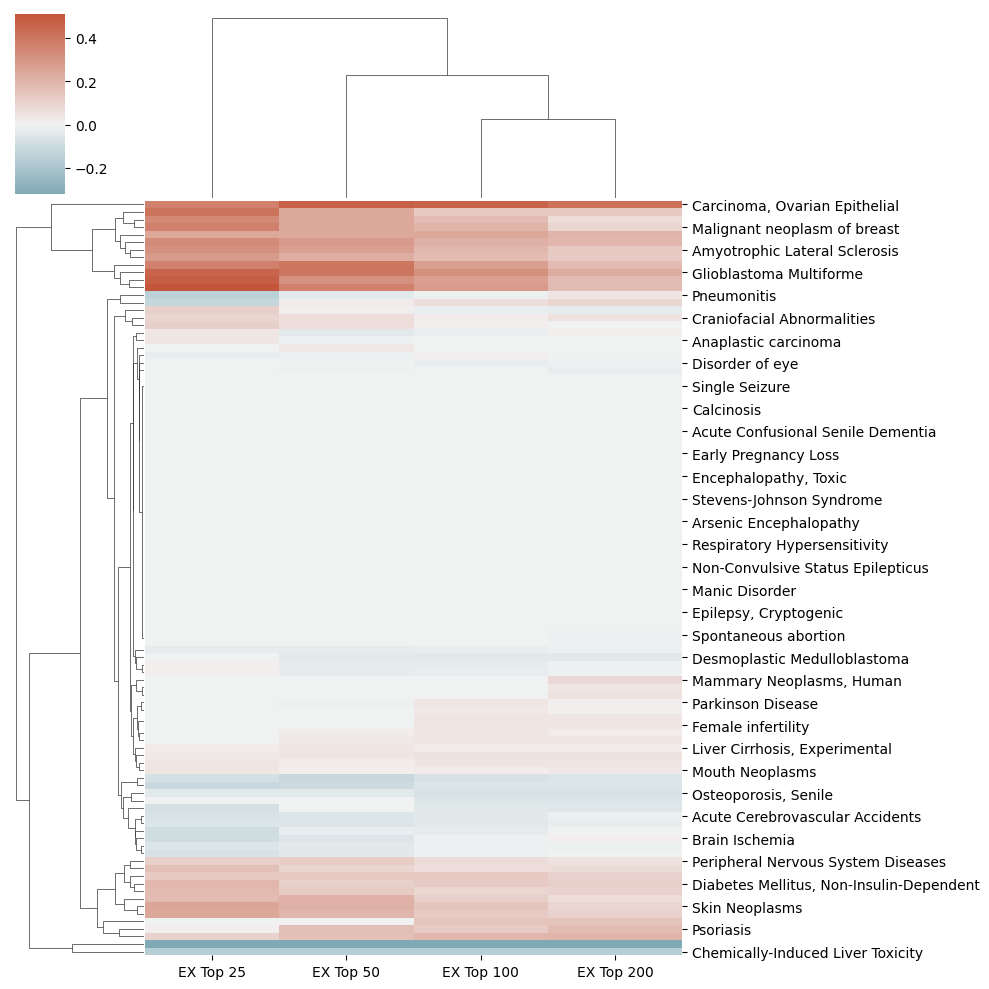 0.4
0.2
0.0
−0.2
Carcinoma, Ovarian Epithelial
Malignant neoplasm of breast
Amyotrophic Lateral Sclerosis
Glioblastoma Multiforme
Pneumonitis
Craniofacial Abnormalities
Anaplastic carcinoma
Disorder of eye
Single Seizure
Calcinosis
Acute Confusional Senile Dementia
Early Pregnancy Loss
Encephalopathy, Toxic
Stevens-Johnson Syndrome
Arsenic Encephalopathy
Respiratory Hypersensitivity
Non-Convulsive Status Epilepticus
Manic Disorder
Epilepsy, Cryptogenic
Spontaneous abortion
Desmoplastic Medulloblastoma
Mammary Neoplasms, Human
Parkinson Disease
Female infertility
Liver Cirrhosis, Experimental
Mouth Neoplasms
Osteoporosis, Senile
Acute Cerebrovascular Accidents
Brain Ischemia
Peripheral Nervous System Diseases
Diabetes Mellitus, Non-Insulin-Dependent
Skin Neoplasms
Psoriasis
Chemically-Induced Liver Toxicity
EX Top 25 EX Top 50 EX Top 100 EX Top 200